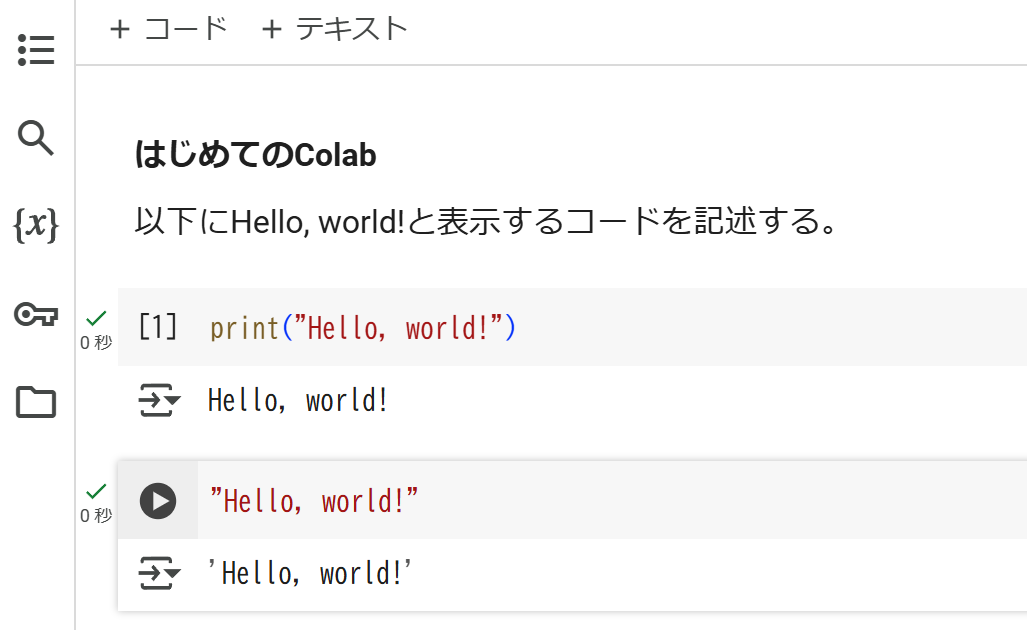 + コード + テキスト
はじめてのColab
以下にHello, world!と表示するコードを記述する。
{x}
[1] print("Hello, world!")
0 秒
Hello, world!
"Hello, world!"
0 秒
'Hello, world!'